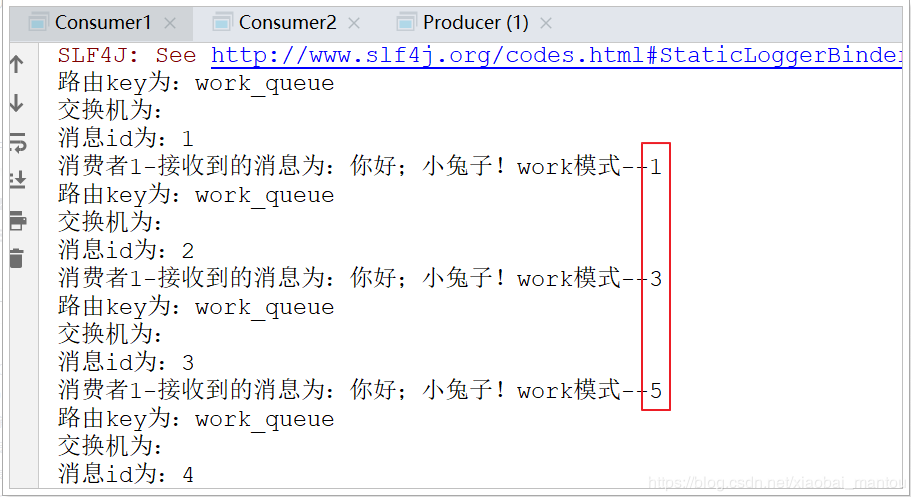 Consumer1 Consumer2 Producer (1)
SLF4J: See http://www.slf4j.org/codes.html#StaticLoggerBinder
路由key为：work_queue
交换机为：
消息id为：1
消费者1-接收到的消息为：你好；小兔子！work模式--1
路由key为：work_queue
交换机为：
消息id为：2
消费者1-接收到的消息为：你好；小兔子！work模式--3
路由key为：work_queue
交换机为：
消息id为：3
消费者1-接收到的消息为：你好；小兔子！work模式--5
路由key为：work_queue
交换机为：
消息id为：4
https://blog.csdn.net/xiaobai_mantou